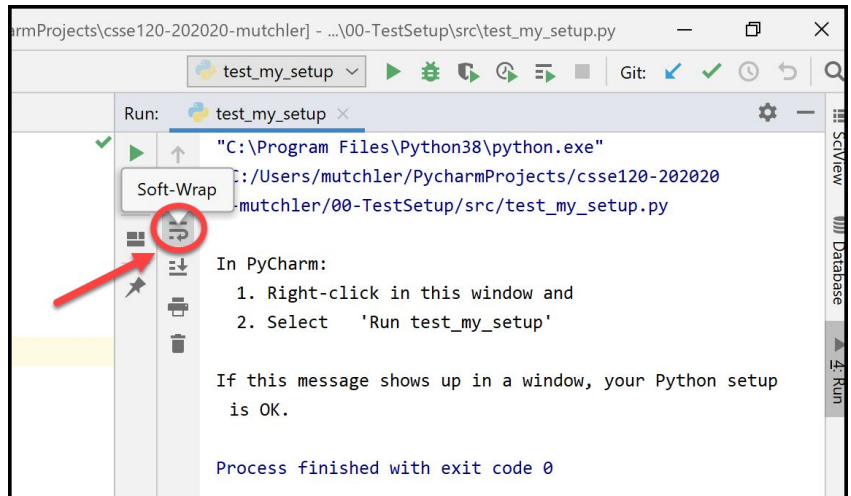 armProjects\csse120-202020-mutchler] - ...\00-TestSetup\src\test_my_setup.py
test_my_setup
Git:
Run:
test_my_setup
"C:\Program Files\Python38\python.exe"
C:/Users/mutchler/PycharmProjects/csse120-202020
Soft-Wrap
-mutchler/00-TestSetup/src/test_my_setup.py
In PyCharm:
1. Right-click in this window and
2. Select 'Run test_my_setup'
If this message shows up in a window, your Python setup
is OK.
Process finished with exit code 0
SciView
Database
4: Run